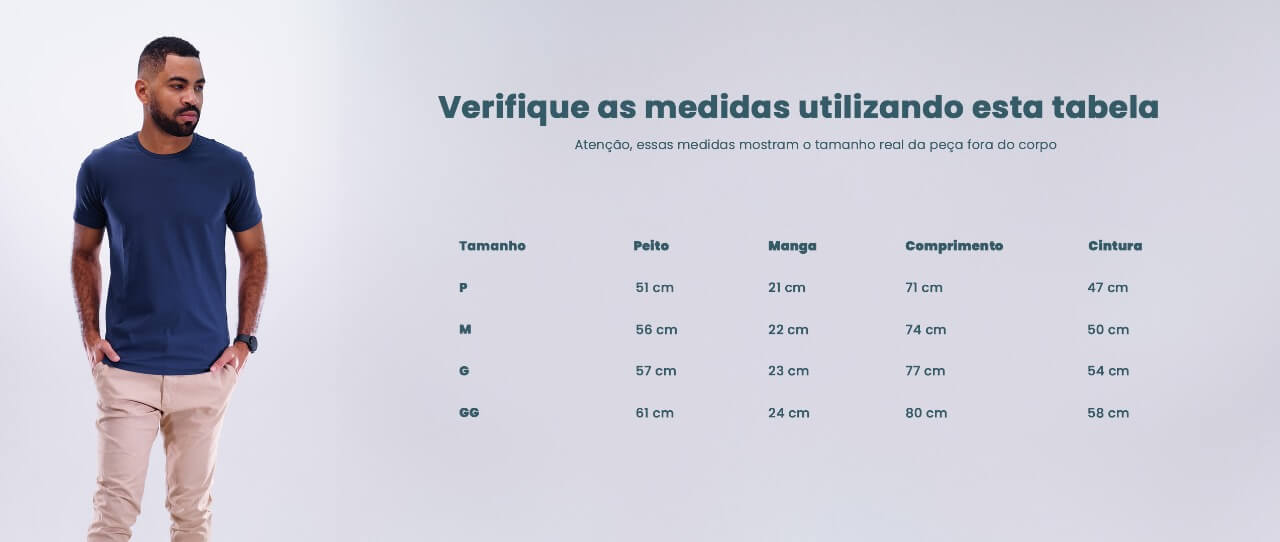 Verifique as medidas utilizando esta tabela
Atenção, essas medidas mostram o tamanho real da peça fora do corpo
Tamanho Peito Manga Comprimento Cintura
P 51 cm 21 cm 71 cm 47 cm
M 56 cm 22 cm 74 cm 50 cm
G 57 cm 23 cm 77 cm 54 cm
GG 61 cm 24 cm 80 cm 58 cm